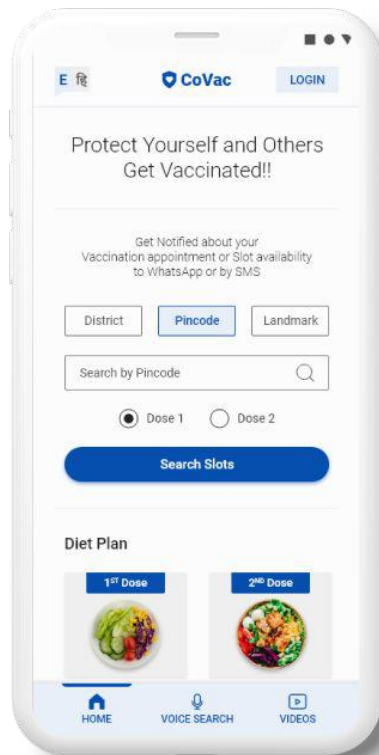 E हि
CoVac
LOGIN
Protect Yourself and Others
Get Vaccinated!!
Get Notified about your
Vaccination appointment or Slot availability
to WhatsApp or by SMS
District
Pincode
Landmark
Search by Pincode
Dose 1
Dose 2
Search Slots
Diet Plan
1ST Dose
2ND Dose
HOME
VOICE SEARCH
VIDEOS